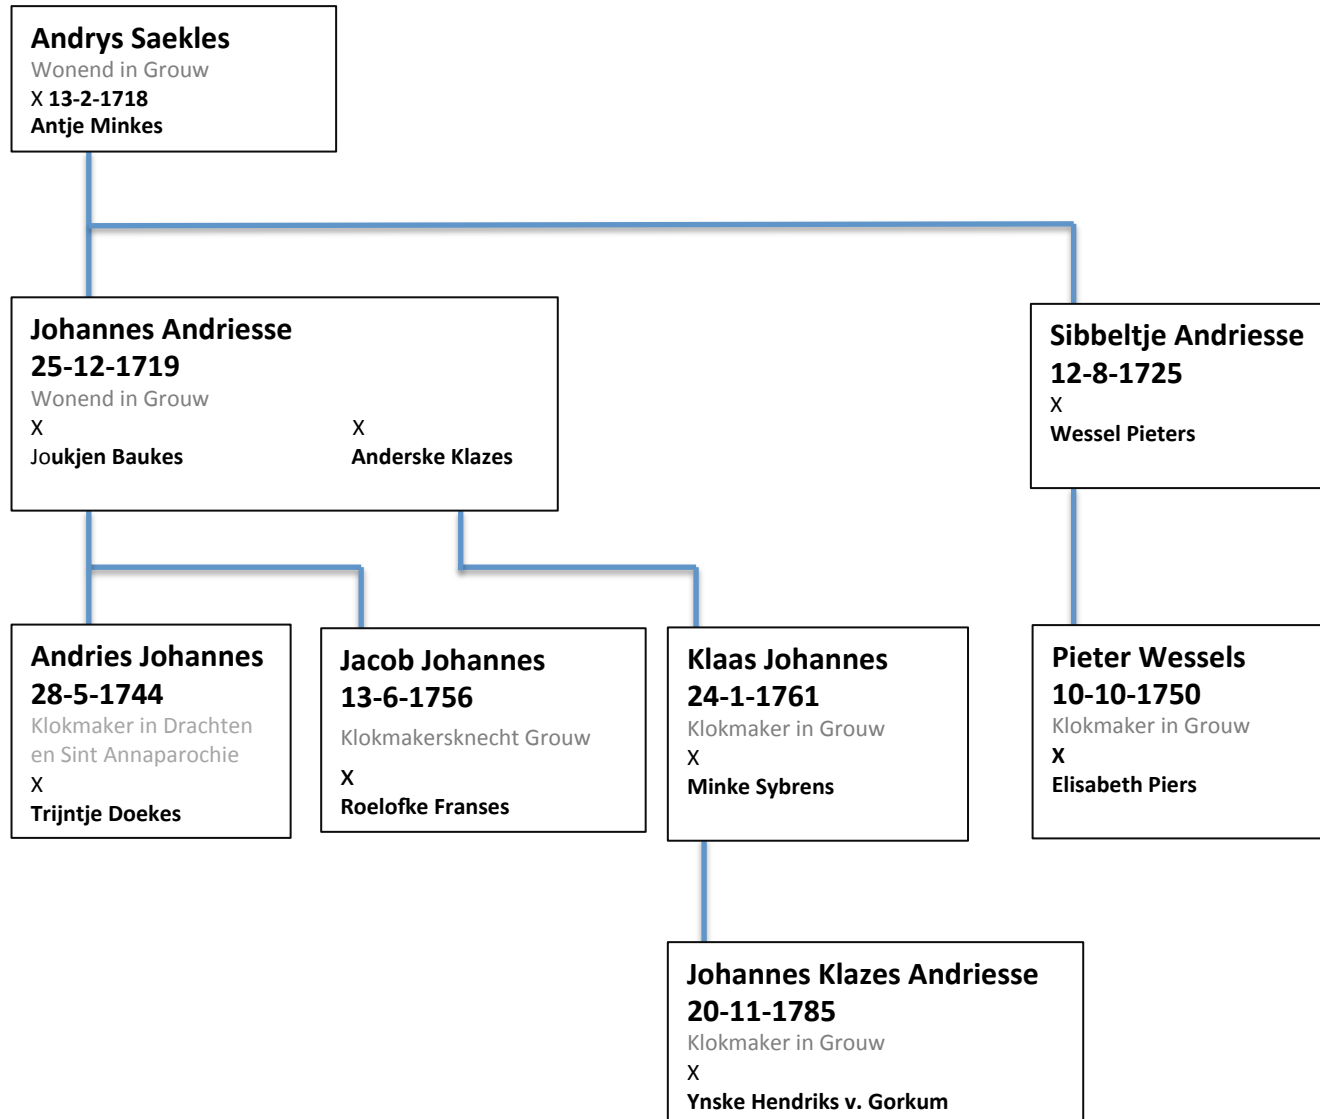 Andrys Saekles
Wonend in Grouw
X 13-2-1718
Antje Minkes
Johannes Andriesse
25-12-1719
Wonend in Grouw
X X
Joukjen Baukes Anderske Klazes
Sibbeltje Andriesse
12-8-1725
X
Wessel Pieters
Andries Johannes
28-5-1744
Klokmaker in Drachten
en Sint Annaparochie
X
Trijntje Doekes
Jacob Johannes
13-6-1756
Klokmakersknecht Grouw
X
Roelofke Franses
Klaas Johannes
24-1-1761
Klokmaker in Grouw
X
Minke Sybrens
Pieter Wessels
10-10-1750
Klokmaker in Grouw
X
Elisabeth Piers
Johannes Klazes Andriesse
20-11-1785
Klokmaker in Grouw
X
Ynske Hendriks v. Gorkum